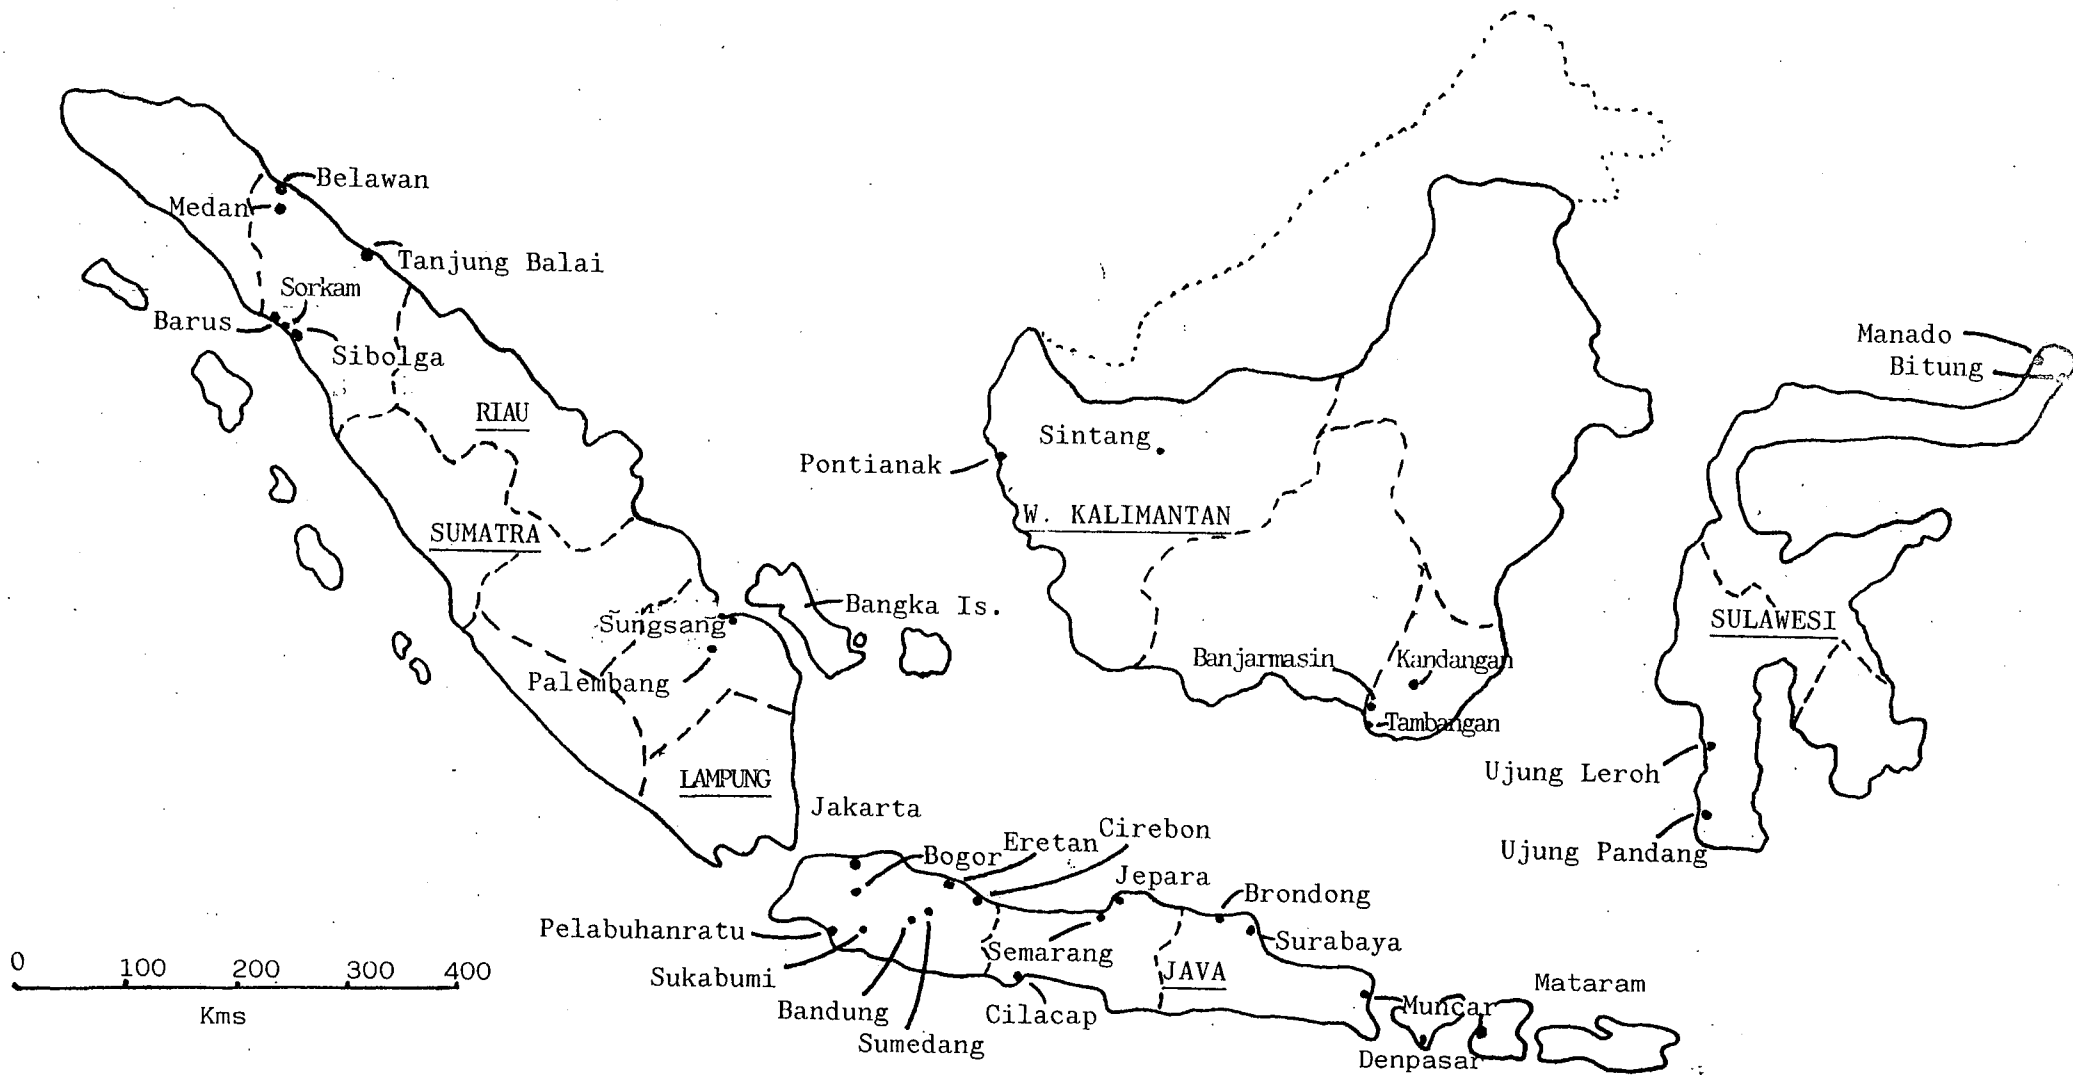 Belawan
Medan
Tanjung Balai
Sorkam
Barus
Sibolga
RIAU
SUMATRA
Sungsang
Palembang
LAMPUNG
Bangka Is.
Pontianak
Sintang
W. KALIMANTAN
Banjarmasin
Kandangan
Tambangan
Manado
Bitung
SULAWESI
Ujung Leroh
Ujung Pandang
Jakarta
Bogor
Eretan
Cirebon
Jepara
Brondong
Pelabuhanratu
Semarang
Surabaya
Sukabumi
JAVA
Bandung
Cilacap
Sumedang
Muncar
Mataram
Denpasar
0 100 200 300 400
Kms